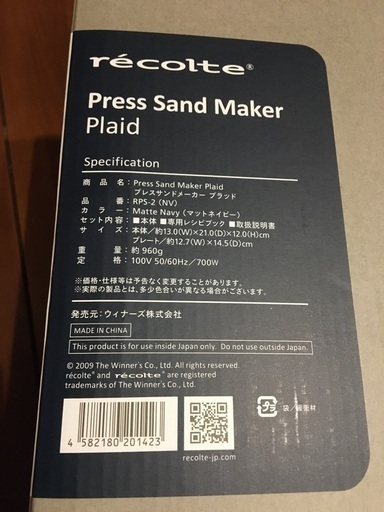 récolte®
Press Sand Maker
Plaid
Specification
商品名：Press Sand Maker Plaid
プレスサンドメーカー プラッド
品番：RPS-2 (NV)
カラー：Matte Navy（マットネイビー）
セット内容：■本体 ■専用レシピブック ■取扱説明書
サイズ：本体/約13.0(W)×21.0(D)×12.0(H)cm
プレート/約12.7(W)×14.5(D)cm
重量：約 960g
定格：100V 50/60Hz／700W
※価格・仕様等は予告なく変更することがあります。
※実際の製品とは、多少色合いが異なる場合がございます。
発売元：ウィナーズ株式会社
MADE IN CHINA
This product is for use inside Japan only. Do not use outside Japan.
© 2009 The Winner's Co., Ltd. All rights reserved.
récolte® and récolte® are registered
trademarks of The Winner's Co., Ltd.
4 582180 201423
recolte-jp.com
プラ 袋／緩衝材